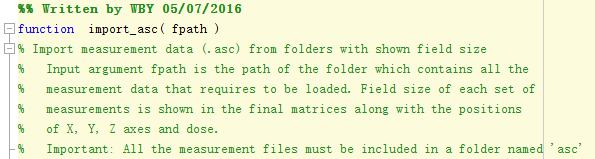 %% Written by WBY 05/07/2016
function import_asc( fpath )
% Import measurement data (.asc) from folders with shown field size
% Input argument fpath is the path of the folder which contains all the
% measurement data that requires to be loaded. Field size of each set of
% measurements is shown in the final matrices along with the positions
% of X, Y, Z axes and dose.
% Important: All the measurement files must be included in a folder named 'asc'